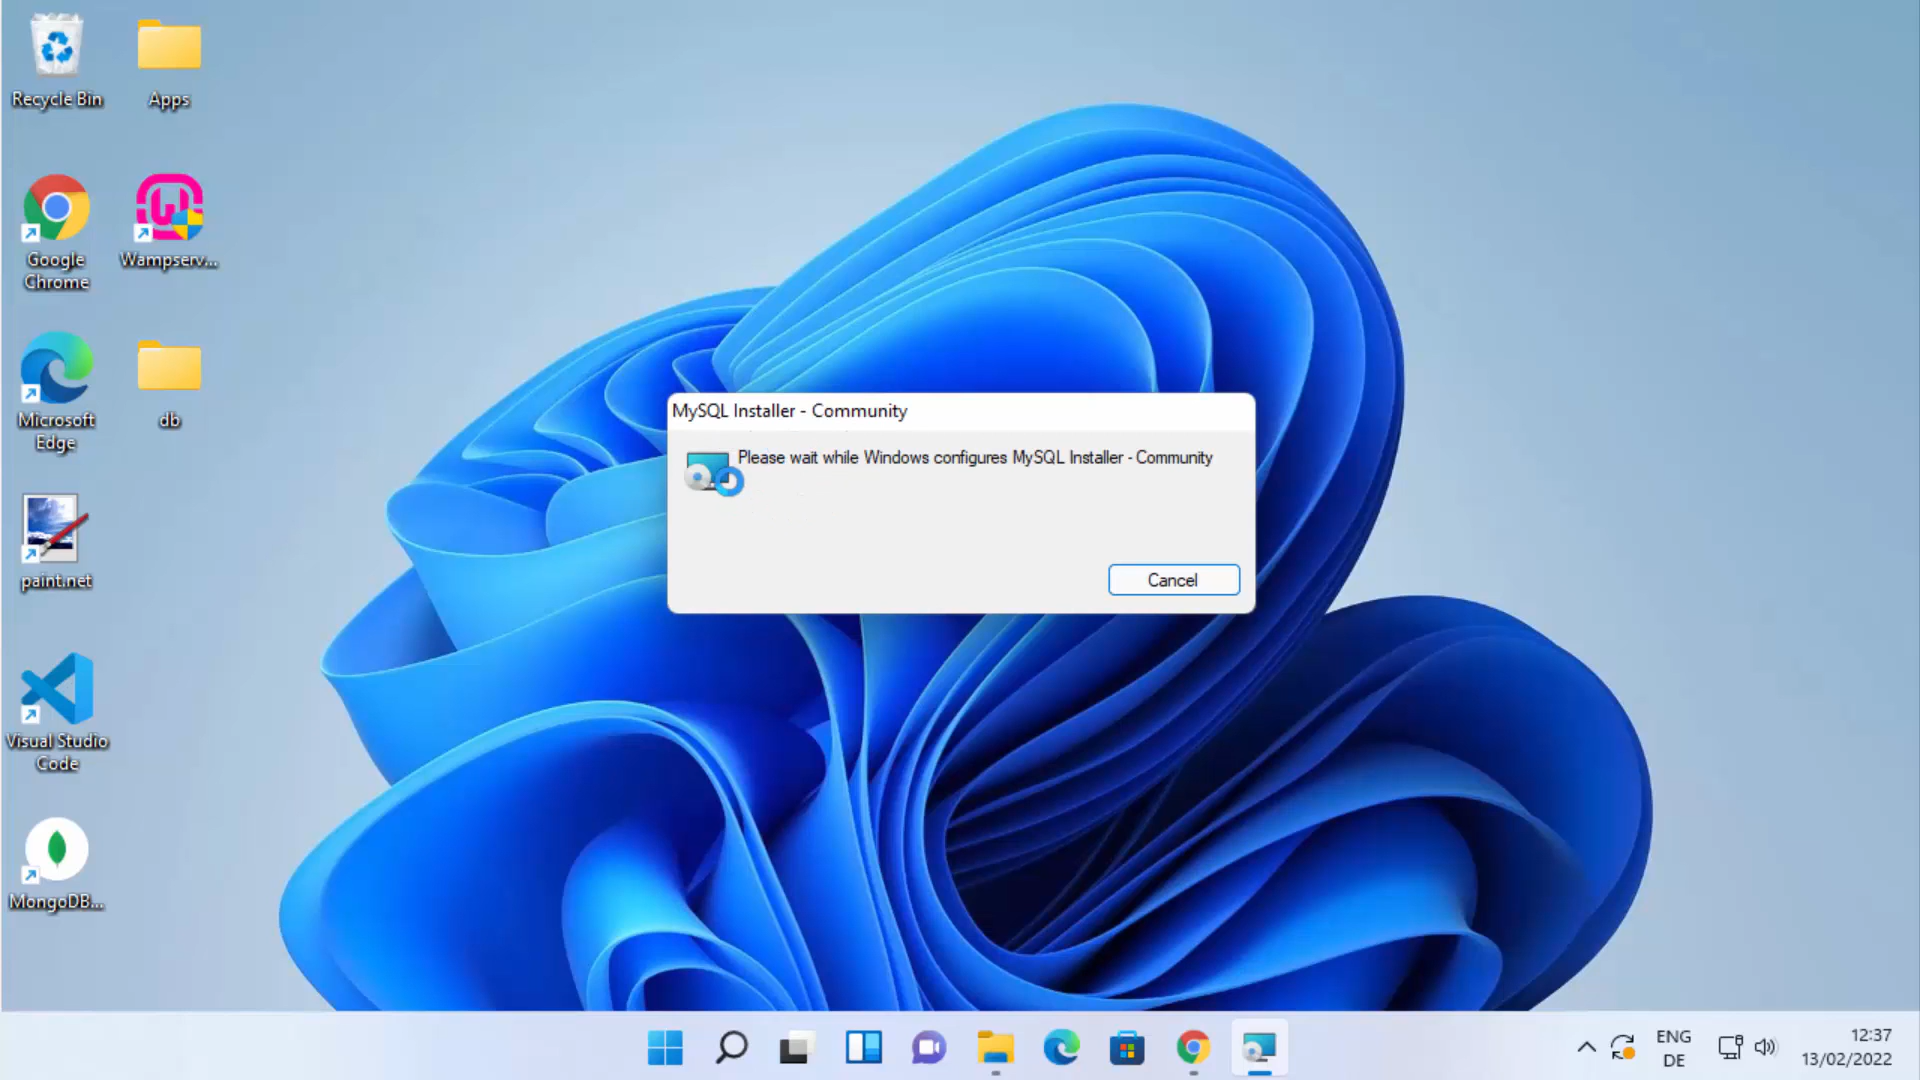 Recycle Bin
Apps
Google
Chrome
Wampserv...
Microsoft
Edge
db
paint.net
Visual Studio
Code
MongoDB...
MySQL Installer - Community
Please wait while Windows configures MySQL Installer - Community
Cancel
ENG
DE
12:37
13/02/2022